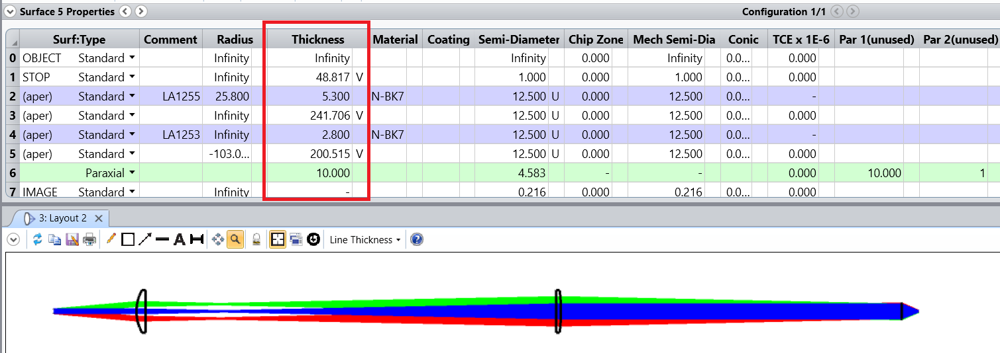 Surface 5 Properties Configuration 1/1
Surf:Type Comment Radius Thickness Material Coating Semi-Diameter Chip Zone Mech Semi-Dia Conic TCE x 1E-6 Par 1(unused) Par 2(unused)
0 OBJECT Standard Infinity Infinity Infinity 0.000 Infinity 0.0... 0.000
1 STOP Standard Infinity 48.817 V 1.000 0.000 1.000 0.0... 0.000
2 (aper) Standard LA1255 25.800 5.300 N-BK7 12.500 U 0.000 12.500 0.0... -
3 (aper) Standard Infinity 241.706 V 12.500 U 0.000 12.500 0.0... 0.000
4 (aper) Standard LA1253 Infinity 2.800 N-BK7 12.500 U 0.000 12.500 0.0... -
5 (aper) Standard -103.0... 200.515 V 12.500 U 0.000 12.500 0.0... 0.000
6 Paraxial 10.000 4.583 - - 0.000 10.000 1
7 IMAGE Standard Infinity - 0.216 0.000 0.216 0.0... 0.000
3: Layout 2
A H Line Thickness ?